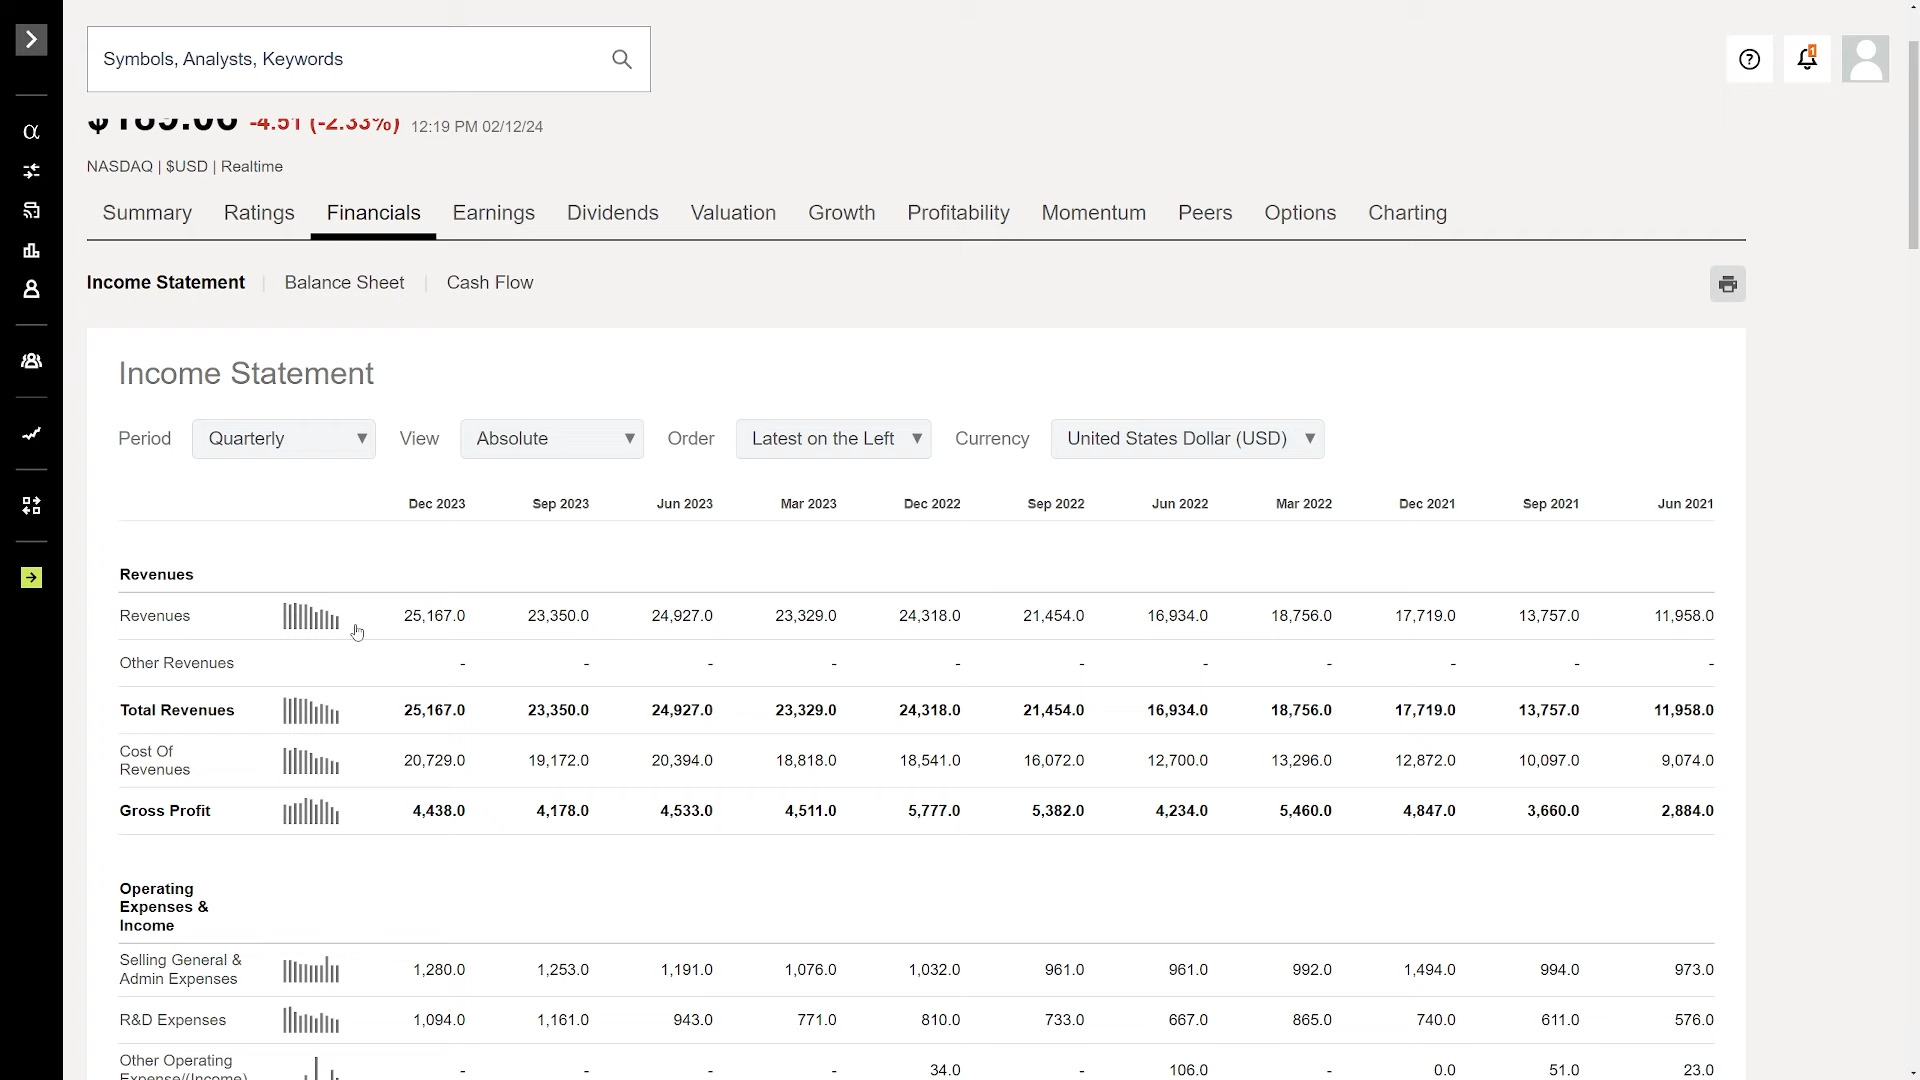 Symbols, Analysts, Keywords
1
-4.51 (-2.33%) 12:19 PM 02/12/24
NASDAQ | $USD | Realtime
Summary Ratings Financials Earnings Dividends Valuation Growth Profitability Momentum Peers Options Charting
Income Statement Balance Sheet Cash Flow
Income Statement
Period Quarterly View Absolute Order Latest on the Left Currency United States Dollar (USD)
Dec 2023 Sep 2023 Jun 2023 Mar 2023 Dec 2022 Sep 2022 Jun 2022 Mar 2022 Dec 2021 Sep 2021 Jun 2021
Revenues
Revenues 25,167.0 23,350.0 24,927.0 23,329.0 24,318.0 21,454.0 16,934.0 18,756.0 17,719.0 13,757.0 11,958.0
Other Revenues - - - - - - - - - - -
Total Revenues 25,167.0 23,350.0 24,927.0 23,329.0 24,318.0 21,454.0 16,934.0 18,756.0 17,719.0 13,757.0 11,958.0
Cost Of
Revenues 20,729.0 19,172.0 20,394.0 18,818.0 18,541.0 16,072.0 12,700.0 13,296.0 12,872.0 10,097.0 9,074.0
Gross Profit 4,438.0 4,178.0 4,533.0 4,511.0 5,777.0 5,382.0 4,234.0 5,460.0 4,847.0 3,660.0 2,884.0
Operating
Expenses &
Income
Selling General &
Admin Expenses 1,280.0 1,253.0 1,191.0 1,076.0 1,032.0 961.0 961.0 992.0 1,494.0 994.0 973.0
R&D Expenses 1,094.0 1,161.0 943.0 771.0 810.0 733.0 667.0 865.0 740.0 611.0 576.0
Other Operating
Expense/(Income) - - - - 34.0 - 106.0 - 0.0 51.0 23.0